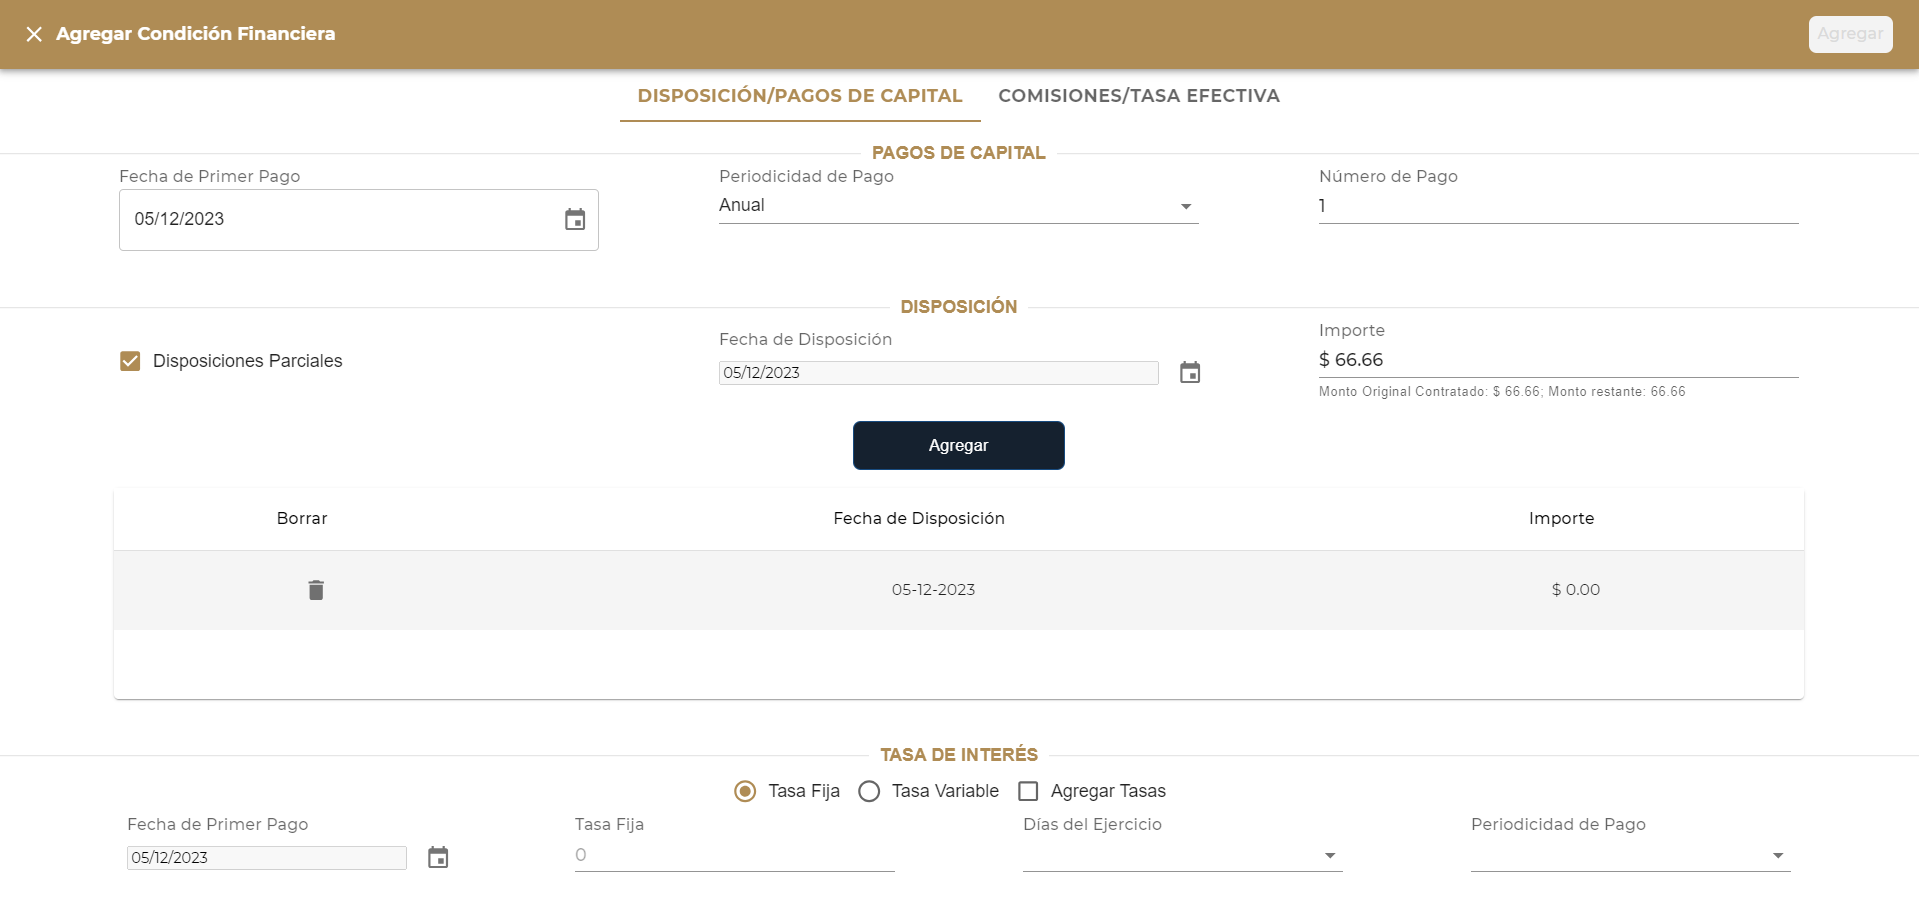 Agregar Condición Financiera
Agregar
DISPOSICIÓN/PAGOS DE CAPITAL
COMISIONES/TASA EFECTIVA
PAGOS DE CAPITAL
Fecha de Primer Pago
Periodicidad de Pago
Número de Pago
05/12/2023
Anual
1
DISPOSICIÓN
Disposiciones Parciales
Fecha de Disposición
05/12/2023
Importe
$ 66.66
Monto Original Contratado: $ 66.66; Monto restante: 66.66
Agregar
Borrar
Fecha de Disposición
Importe
05-12-2023
$ 0.00
TASA DE INTERÉS
Tasa Fija
Tasa Variable
Agregar Tasas
Fecha de Primer Pago
Tasa Fija
Días del Ejercicio
Periodicidad de Pago
05/12/2023
0